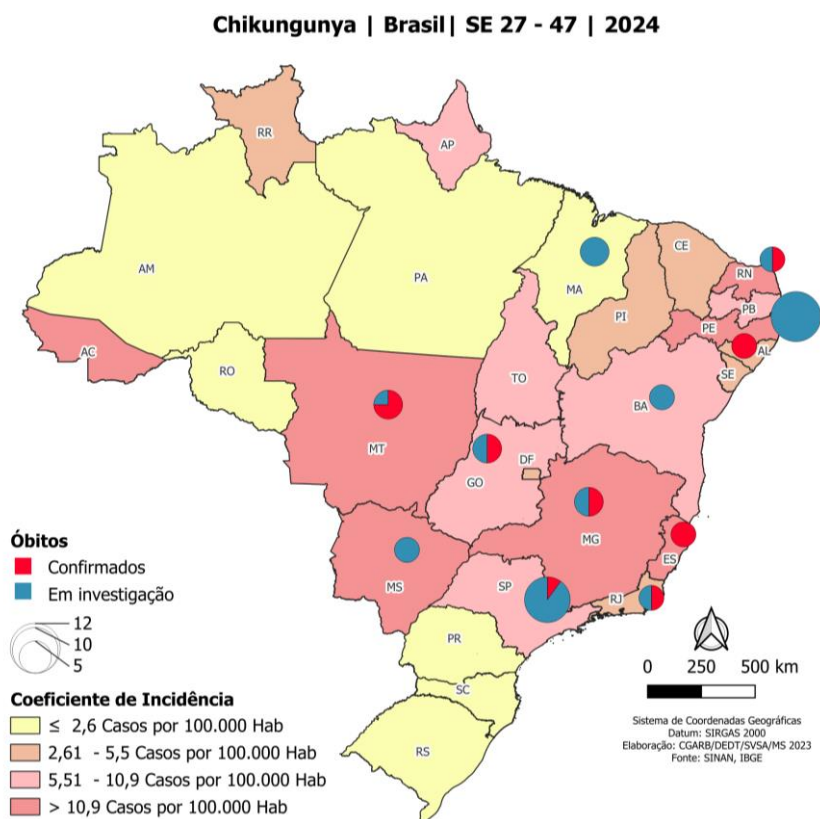 Chikungunya | Brasil| SE 27 - 47 | 2024
RR
AP
AM
PA
MA
CE
RN
PI
PB
PE
AC
AL
RO
SE
TO
BA
MT
DF
GO
MG
ES
MS
SP
RJ
PR
SC
RS
Óbitos
Confirmados
Em investigação
12
10
5
Coeficiente de Incidência
≤ 2,6 Casos por 100.000 Hab
2,61 - 5,5 Casos por 100.000 Hab
5,51 - 10,9 Casos por 100.000 Hab
> 10,9 Casos por 100.000 Hab
0 250 500 km
Sistema de Coordenadas Geográficas
Datum: SIRGAS 2000
Elaboração: CGARB/DEDT/SVSA/MS 2023
Fonte: SINAN, IBGE